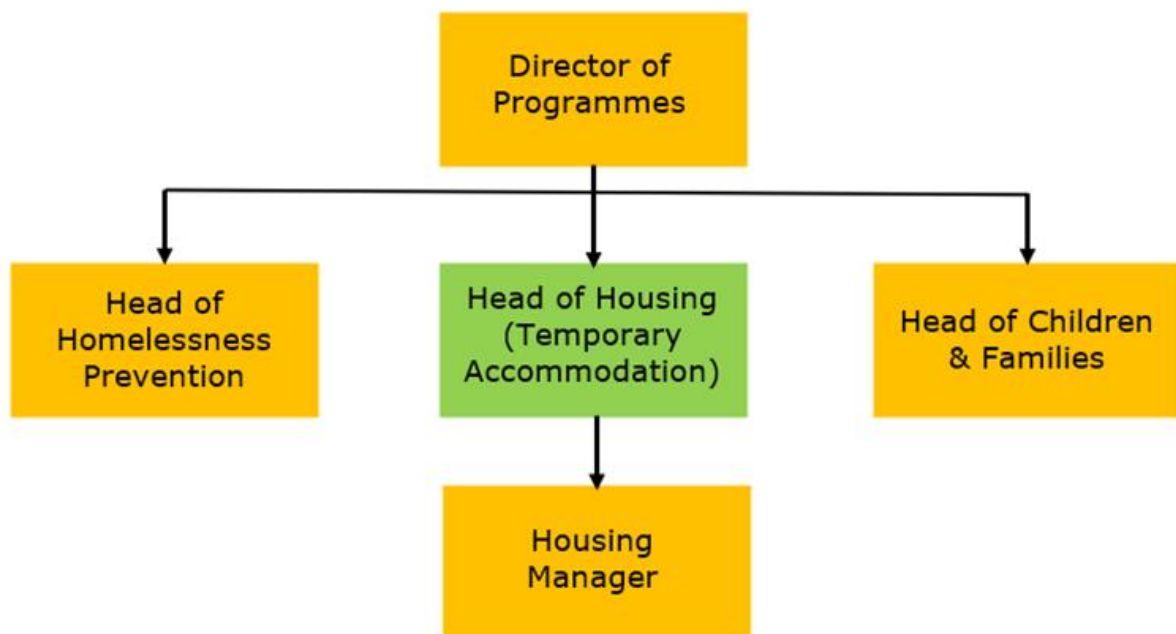 Director of
Programmes
Head of
Homelessness
Prevention
Head of Housing
(Temporary
Accommodation)
Head of Children
& Families
Housing
Manager